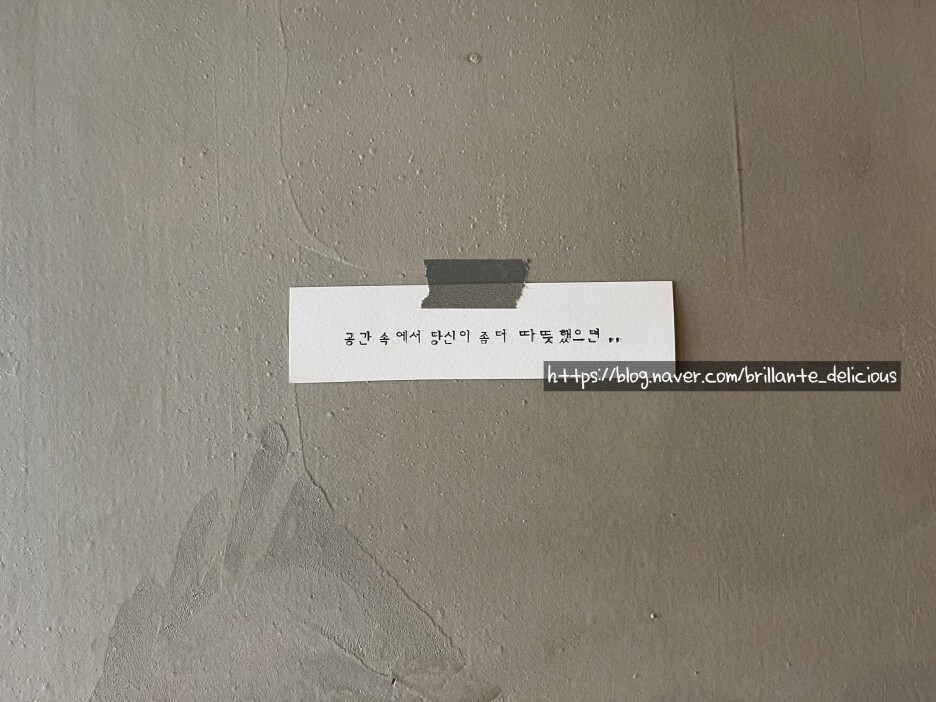 공간 속에서 당신이 좀 더 따뜻했으면,,
https://blog.naver.com/brillante_delicious